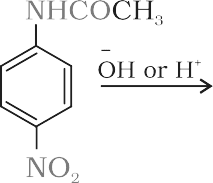 NHCOCH₃
⁻OH or H⁺
NO₂